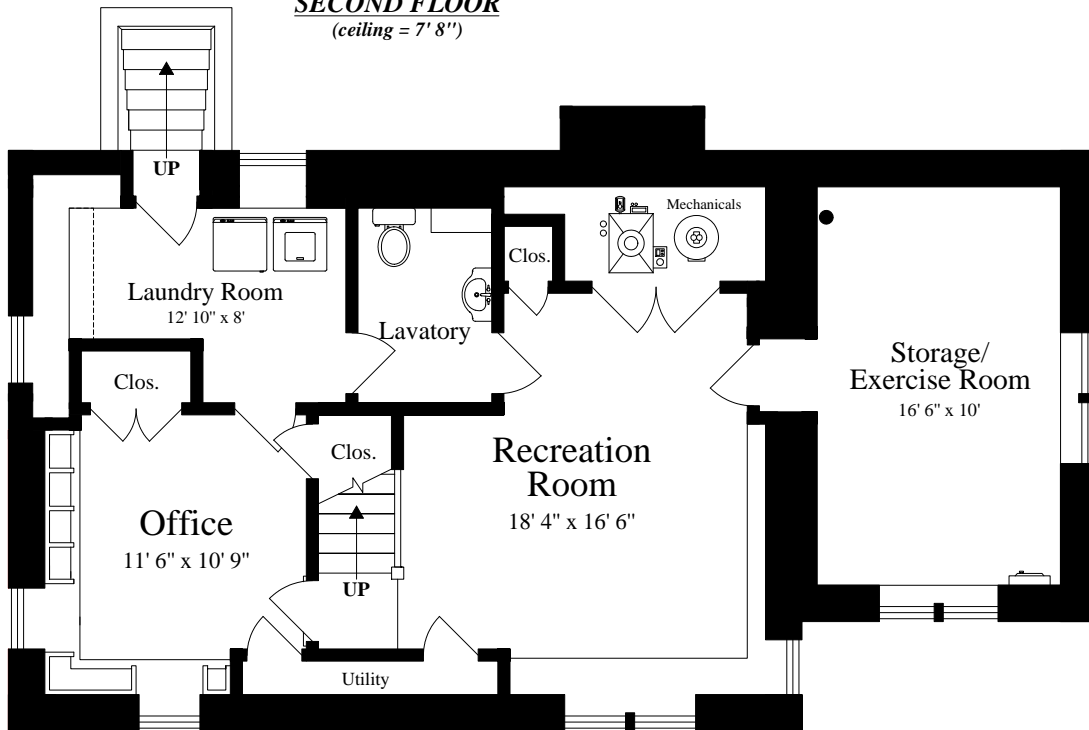 SECOND FLOOR
(ceiling = 7' 8")
UP
Mechanicals
Clos.
Laundry Room
12' 10" x 8'
Lavatory
Storage/
Exercise Room
16' 6" x 10'
Clos.
Clos.
Recreation
Room
18' 4" x 16' 6"
Office
11' 6" x 10' 9"
UP
Utility